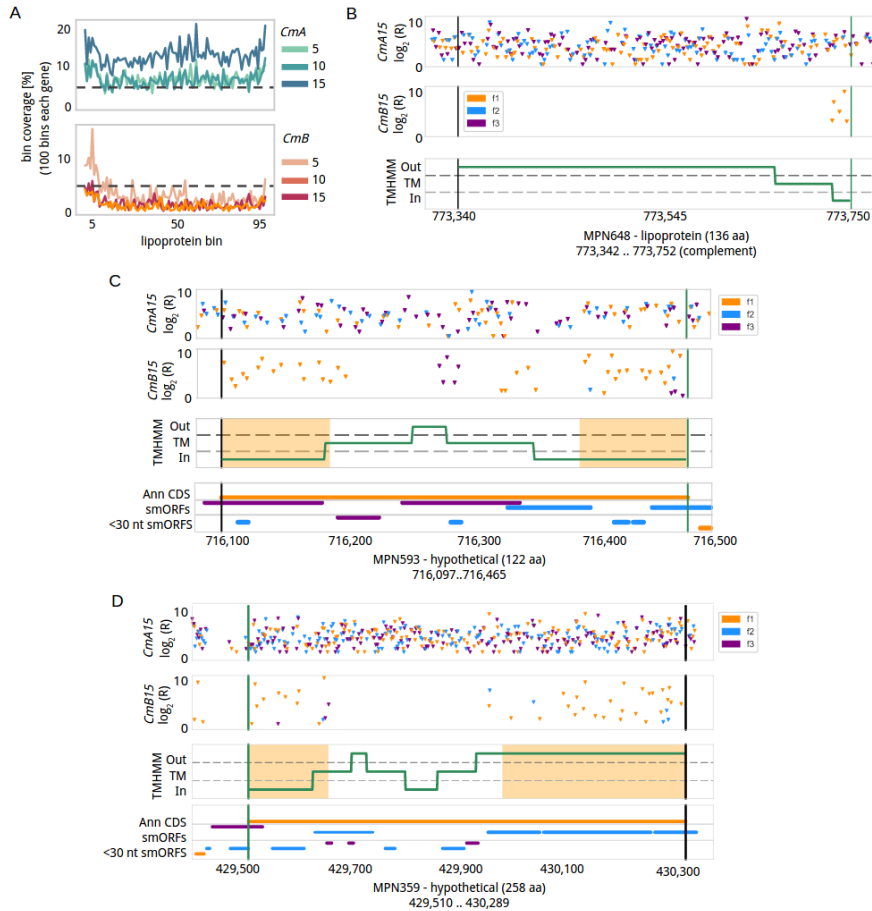 A
B
20
10
0
10
0
bin coverage [%]
(100 bins each gene)
CmA
5
10
15
CmB
5
10
15
5
50
95
lipoprotein bin
CmA15
log2 (R)
10
0
CmB15
log2 (R)
10
0
f1
f2
f3
TMHMM
Out
TM
In
773,340
773,545
773,750
MPN648 - lipoprotein (136 aa)
773,342 .. 773,752 (complement)
C
CmA15
log2 (R)
10
0
f1
f2
f3
CmB15
log2 (R)
10
0
TMHMM
Out
TM
In
Ann CDS
smORFs
<30 nt smORFS
716,100
716,200
716,300
716,400
716,500
MPN593 - hypothetical (122 aa)
716,097..716,465
D
CmA15
log2 (R)
10
0
f1
f2
f3
CmB15
log2 (R)
10
0
TMHMM
Out
TM
In
Ann CDS
smORFs
<30 nt smORFS
429,500
429,700
429,900
430,100
430,300
MPN359 - hypothetical (258 aa)
429,510 .. 430,289